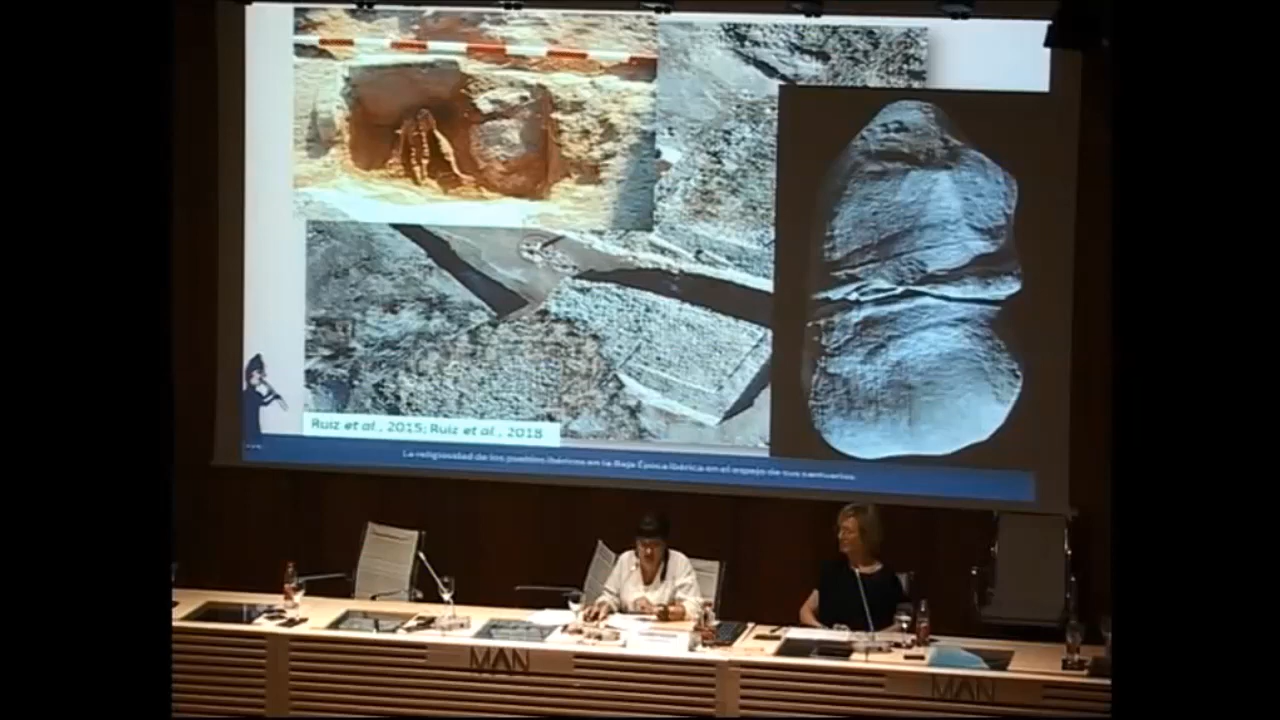 Ruiz et al., 2015; Ruiz et al., 2018
La religiosidad de los pueblos ibéricos en la Baja Época Ibérica en el espejo de sus santuarios.
MAN
MAN